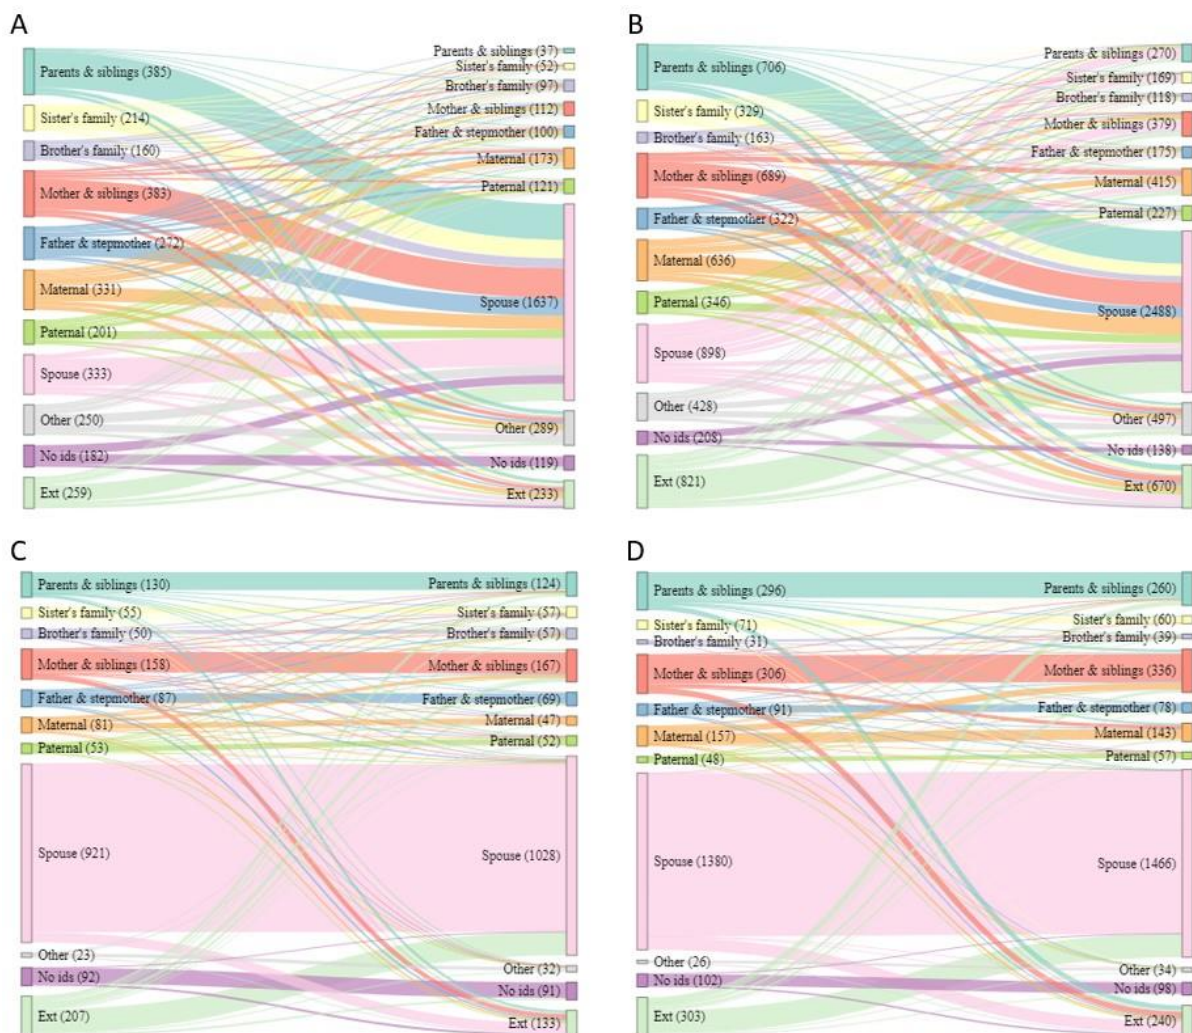 A
Parents & siblings (385)
Sister's family (214)
Brother's family (160)
Mother & siblings (383)
Father & stepmother (272)
Maternal (331)
Paternal (201)
Spouse (333)
Other (250)
No ids (182)
Ext (259)
Parents & siblings (37)
Sister's family (52)
Brother's family (97)
Mother & siblings (112)
Father & stepmother (100)
Maternal (173)
Paternal (121)
Spouse (1637)
Other (289)
No ids (119)
Ext (233)
B
Parents & siblings (706)
Sister's family (329)
Brother's family (163)
Mother & siblings (689)
Father & stepmother (322)
Maternal (636)
Paternal (346)
Spouse (898)
Other (428)
No ids (208)
Ext (821)
Parents & siblings (270)
Sister's family (169)
Brother's family (118)
Mother & siblings (379)
Father & stepmother (175)
Maternal (415)
Paternal (227)
Spouse (2488)
Other (497)
No ids (138)
Ext (670)
C
Parents & siblings (130)
Sister's family (55)
Brother's family (50)
Mother & siblings (158)
Father & stepmother (87)
Maternal (81)
Paternal (53)
Spouse (921)
Other (23)
No ids (92)
Ext (207)
Parents & siblings (124)
Sister's family (57)
Brother's family (57)
Mother & siblings (167)
Father & stepmother (69)
Maternal (47)
Paternal (52)
Spouse (1028)
Other (32)
No ids (91)
Ext (133)
D
Parents & siblings (296)
Sister's family (71)
Brother's family (31)
Mother & siblings (306)
Father & stepmother (91)
Maternal (157)
Paternal (48)
Spouse (1380)
Other (26)
No ids (102)
Ext (303)
Parents & siblings (260)
Sister's family (60)
Brother's family (39)
Mother & siblings (336)
Father & stepmother (78)
Maternal (143)
Paternal (57)
Spouse (1466)
Other (34)
No ids (98)
Ext (240)